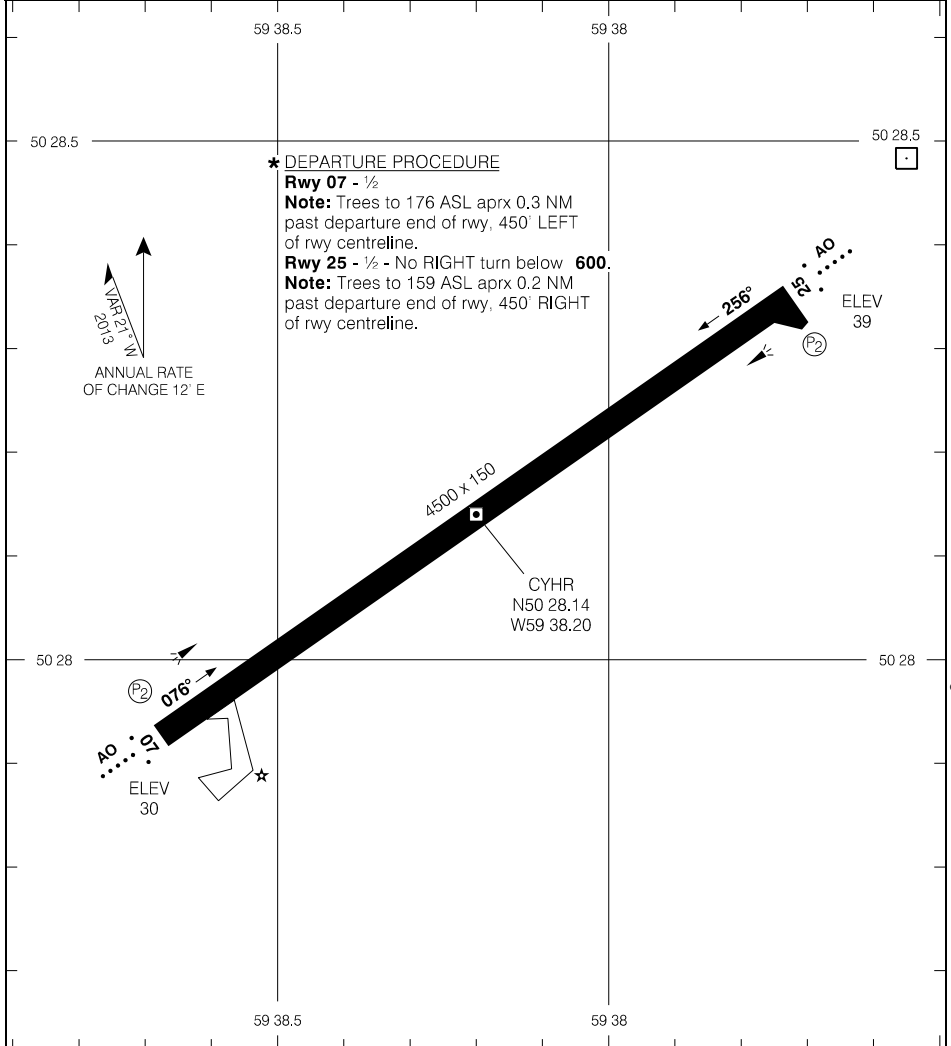 59 38.5 59 38
50 28.5 50 28.5
* DEPARTURE PROCEDURE
Rwy 07 - ½
Note: Trees to 176 ASL aprx 0.3 NM
past departure end of rwy, 450' LEFT
of rwy centreline.
Rwy 25 - ½ - No RIGHT turn below 600.
Note: Trees to 159 ASL aprx 0.2 NM
past departure end of rwy, 450' RIGHT
of rwy centreline.
VAR 21° W
2013
ANNUAL RATE
OF CHANGE 12' E
AO
25
256°
ELEV
39
P2
4500 x 150
CYHR
N50 28.14
W59 38.20
50 28 50 28
P2
076°
AO
07
ELEV
30
59 38.5 59 38